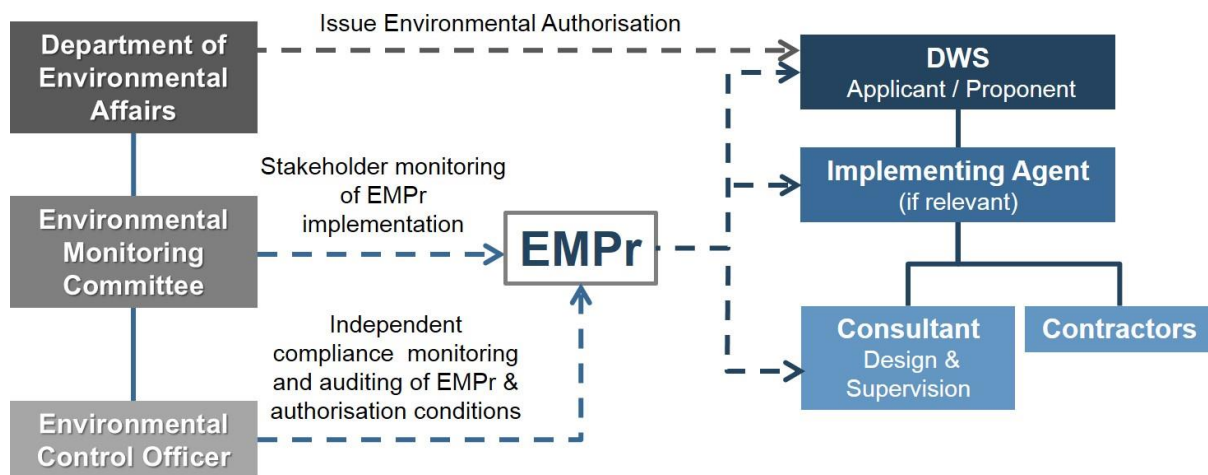 Issue Environmental Authorisation
Department of
Environmental
Affairs
DWS
Applicant / Proponent
Stakeholder monitoring
of EMPr
implementation
Implementing Agent
(if relevant)
Environmental
Monitoring
Committee
EMPr
Independent
compliance monitoring
and auditing of EMPr &
authorisation conditions
Consultant
Design &
Supervision
Contractors
Environmental
Control Officer